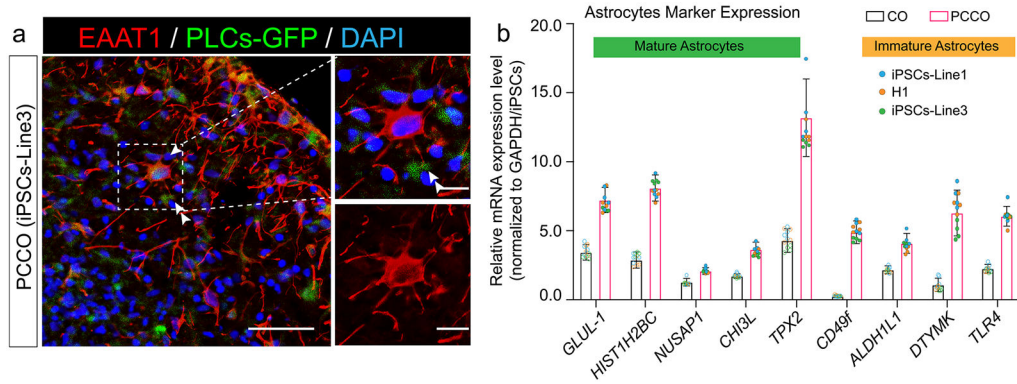 a
EAAT1 / PLCs-GFP / DAPI
PCCO (iPSCs-Line3)
b
Astrocytes Marker Expression
CO
PCCO
Mature Astrocytes
Immature Astrocytes
iPSCs-Line1
H1
iPSCs-Line3
Relative mRNA expression level
(normalized to GAPDH/iPSCs)
20.0
15.0
10.0
5.0
0.0
GLUL-1
HIST1H2BC
NUSAP1
CHI3L
TPX2
CD49f
ALDH1L1
DTYMK
TLR4